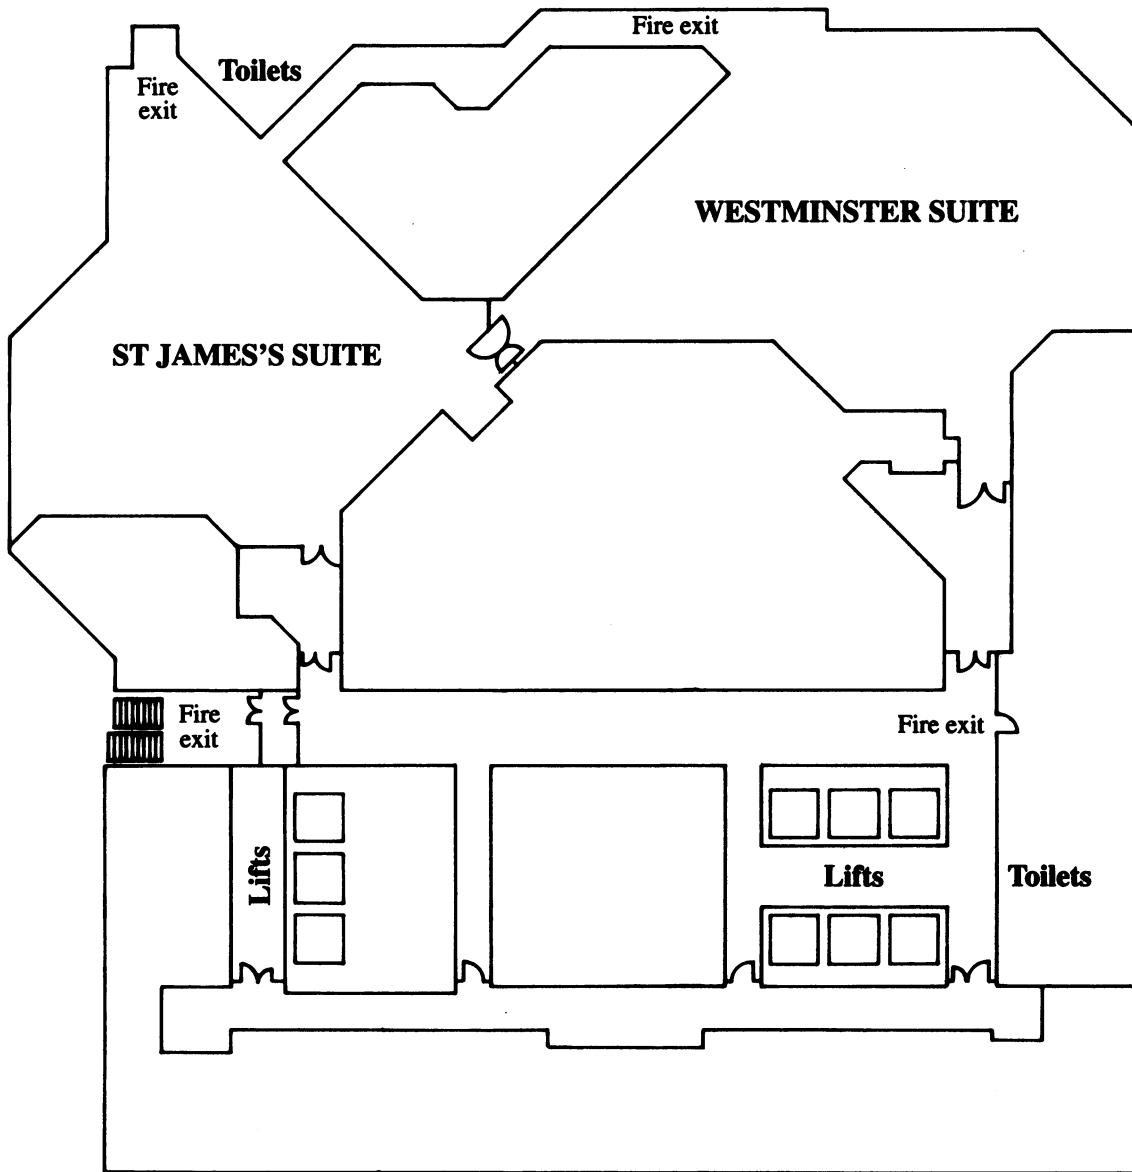 Fire exit
Toilets
Fire
exit
WESTMINSTER SUITE
ST JAMES'S SUITE
Fire
exit
Fire exit
Lifts
Lifts
Toilets